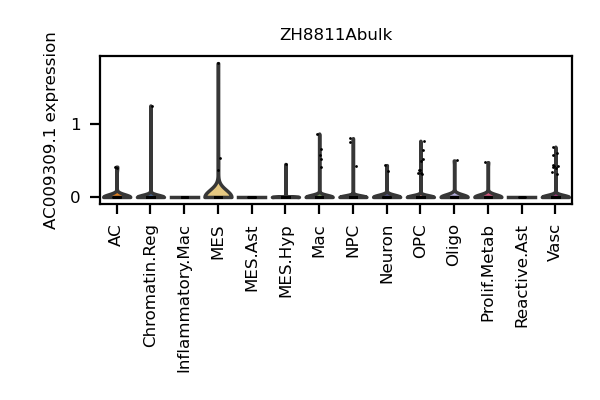 ZH8811Abulk
AC009309.1 expression
1
0
AC
Chromatin.Reg
Inflammatory.Mac
MES
MES.Ast
MES.Hyp
Mac
NPC
Neuron
OPC
Oligo
Prolif.Metab
Reactive.Ast
Vasc